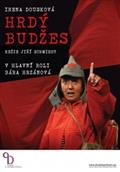 IRENA DOUSKOVÁ
HRDÝ
BUDŽES
REŽIE JIŘÍ SCHMIEDT
V HLAVNÍ ROLI
BÁRA HRZÁNOVÁ